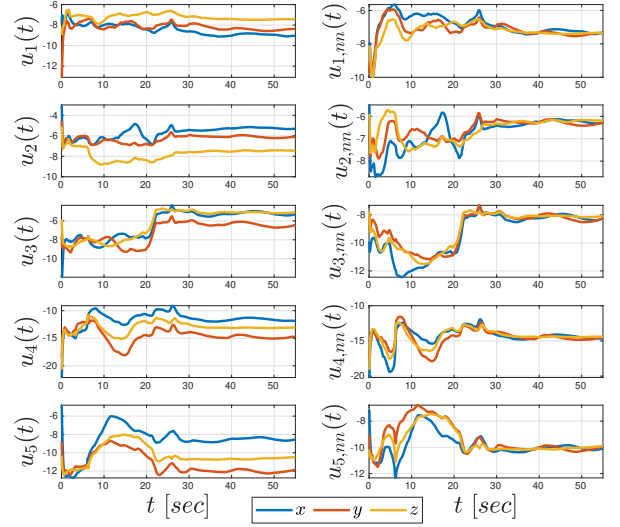 -6 -8 -10 -12 u₁(t) 0 10 20 30 40 50
-6 -8 -10 u₁,ₙₙ(t) 0 10 20 30 40 50
-4 -6 -8 -10 u₂(t) 0 10 20 30 40 50
-6 -7 -8 u₂,ₙₙ(t) 0 10 20 30 40 50
-6 -8 -10 u₃(t) 0 10 20 30 40 50
-8 -10 -12 u₃,ₙₙ(t) 0 10 20 30 40 50
-10 -15 -20 u₄(t) 0 10 20 30 40 50
-10 -15 -20 u₄,ₙₙ(t) 0 10 20 30 40 50
-6 -8 -10 -12 u₅(t) 0 10 20 30 40 50
-8 -10 -12 u₅,ₙₙ(t) 0 10 20 30 40 50
t [sec] t [sec]
x y z